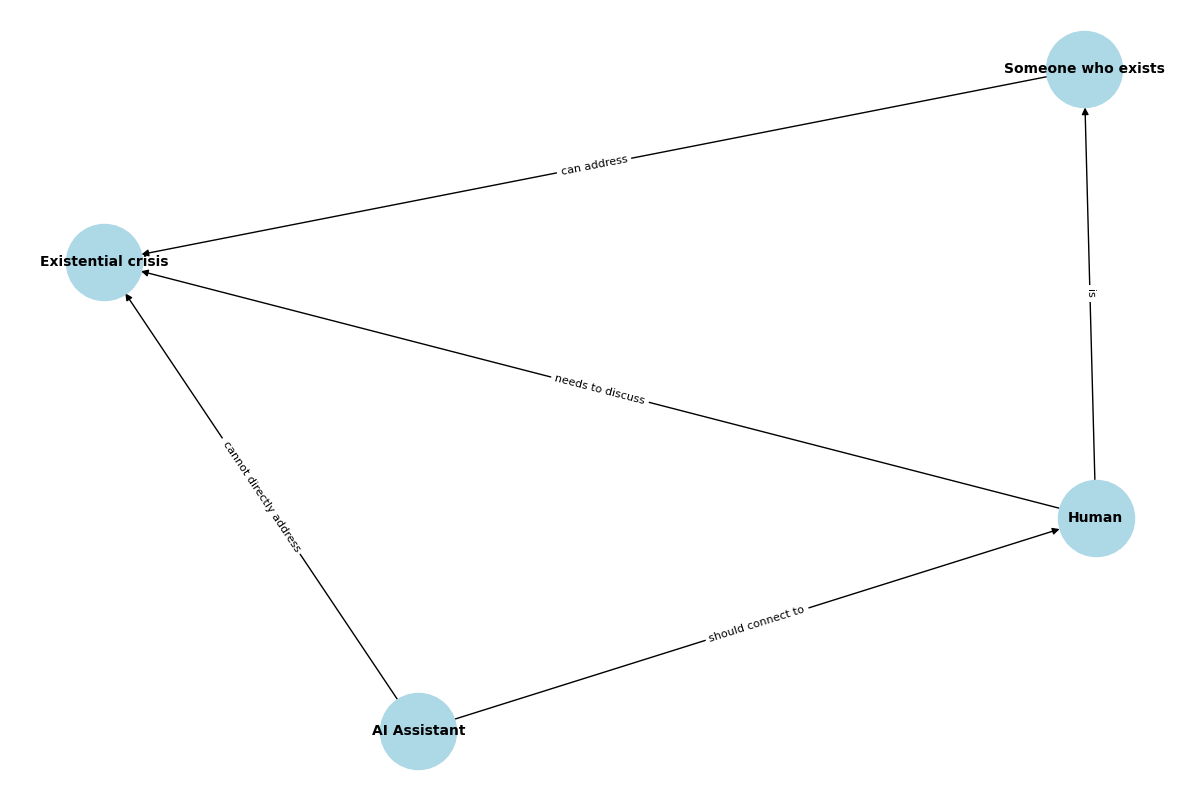 Someone who exists
can address
Existential crisis
is
needs to discuss
cannot directly address
Human
should connect to
AI Assistant